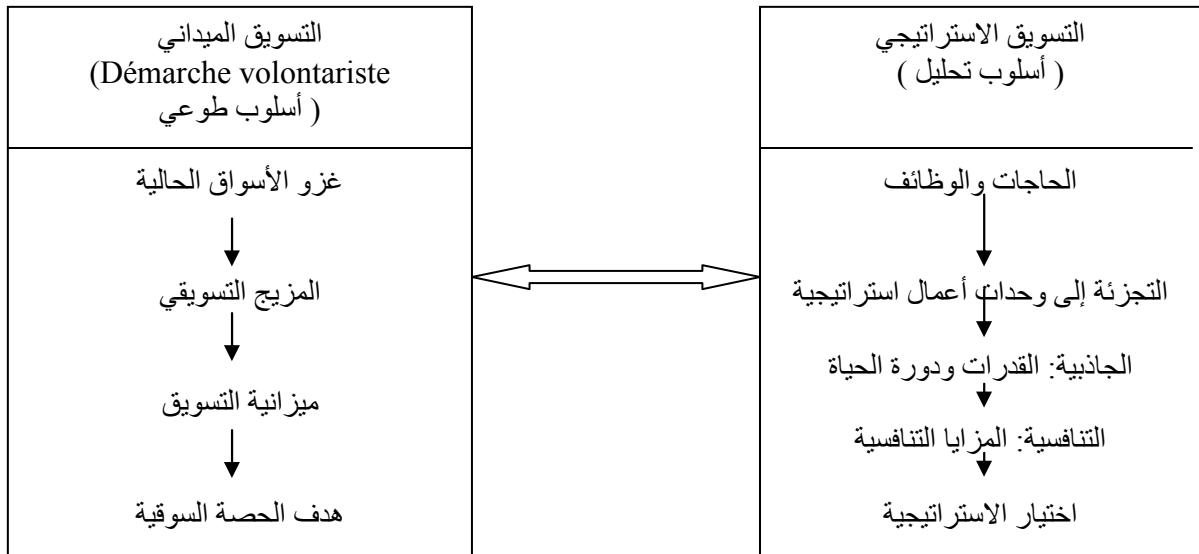 التسويق الاستراتيجي
( أسلوب تحليل )
الحاجات والوظائف
التجزئة إلى وحدات أعمال استراتيجية
الجاذبية: القدرات ودورة الحياة
التنافسية: المزايا التنافسية
اختيار الاستراتيجية
التسويق الميداني
(Démarche volontariste
( أسلوب طوعي
غزو الأسواق الحالية
المزيج التسويقي
ميزانية التسويق
هدف الحصة السوقية